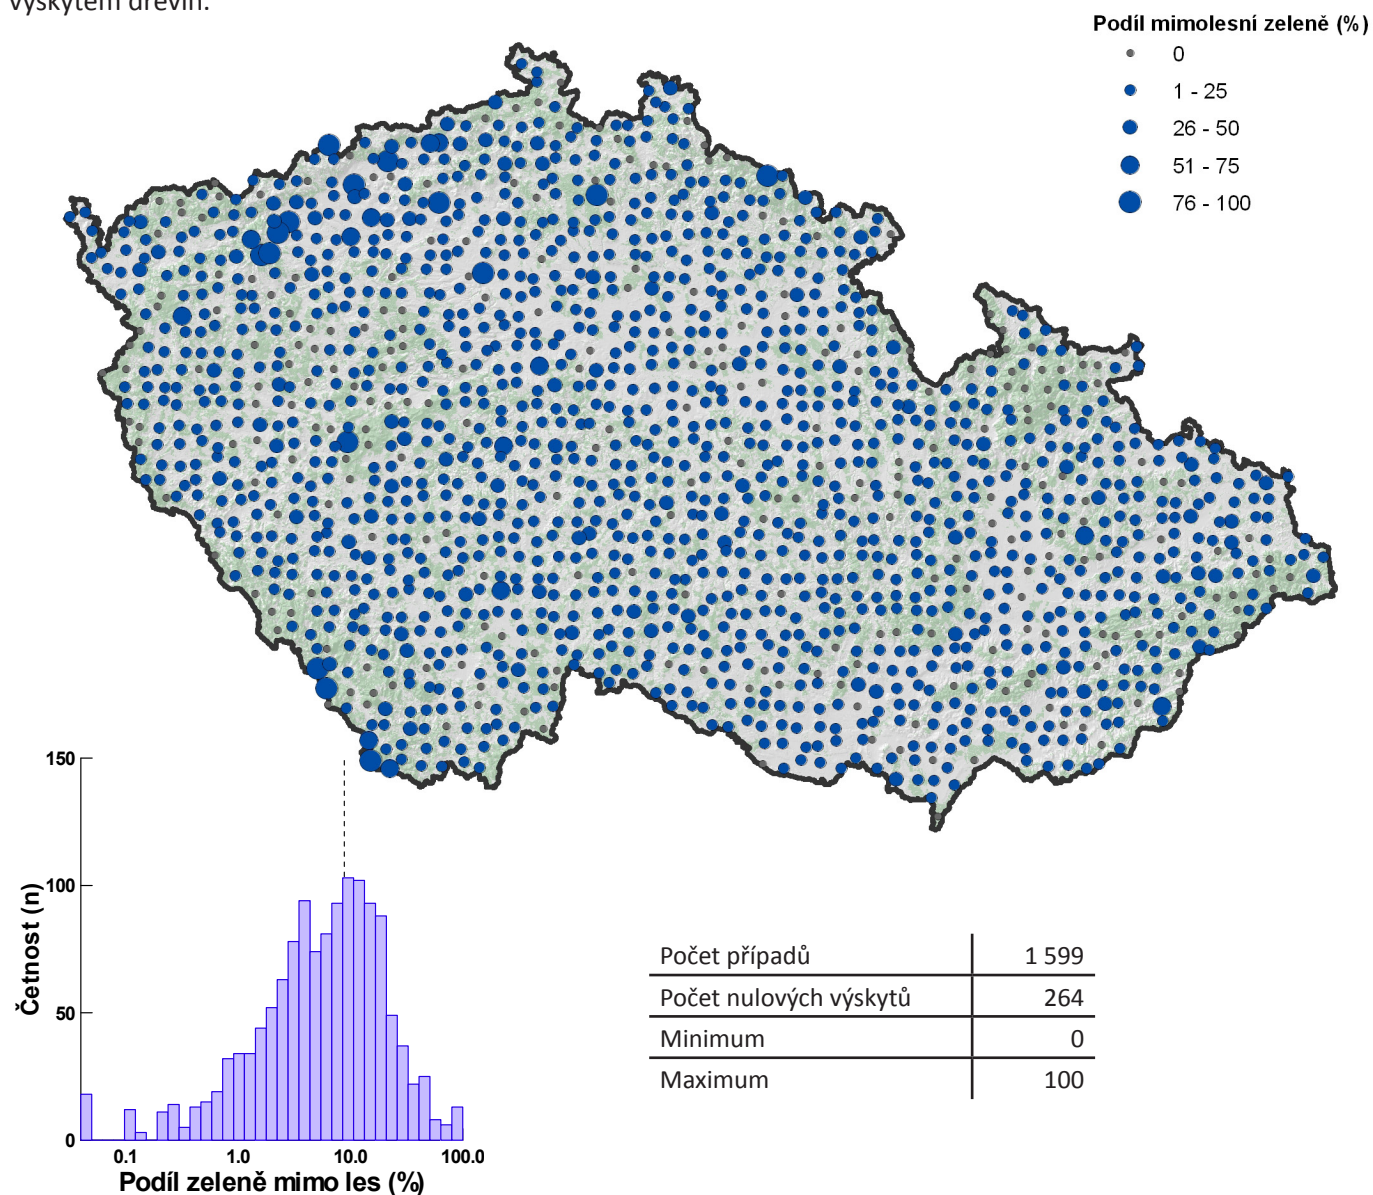 výskytem dřevin.
Podíl mimolesní zeleně (%)
0
1 - 25
26 - 50
51 - 75
76 - 100
150
100
50
0
Četnost (n)
0.1 1.0 10.0 100.0
Podíl zeleně mimo les (%)
Počet případů 1 599
Počet nulových výskytů 264
Minimum 0
Maximum 100